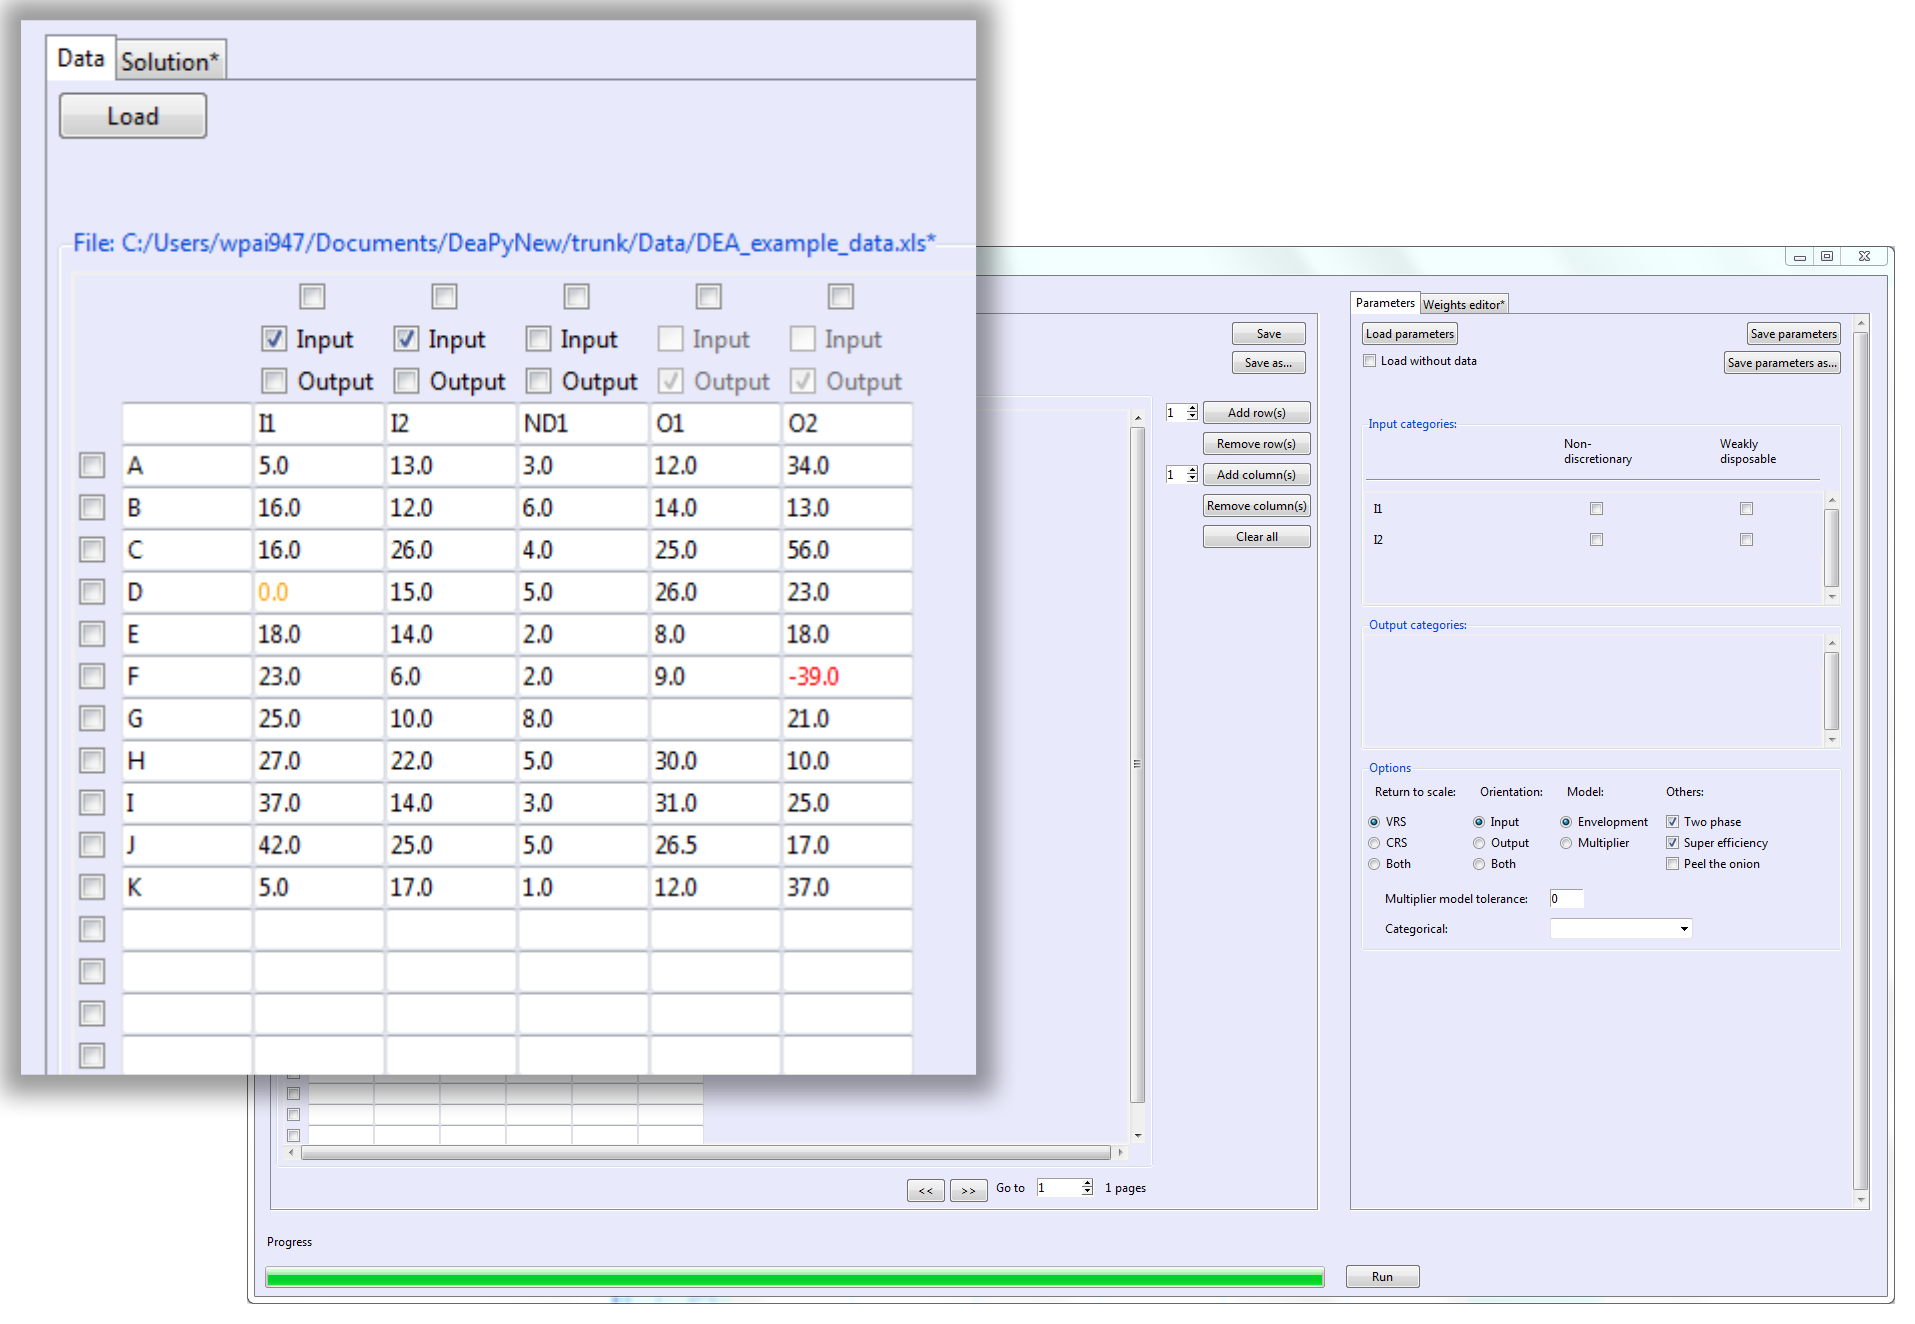 Data Solution*
Load
File: C:/Users/wpai947/Documents/DeaPyNew/trunk/Data/DEA_example_data.xls*
Input Input Input Input Input
Output Output Output Output Output
I1 I2 ND1 O1 O2
A 5.0 13.0 3.0 12.0 34.0
B 16.0 12.0 6.0 14.0 13.0
C 16.0 26.0 4.0 25.0 56.0
D 0.0 15.0 5.0 26.0 23.0
E 18.0 14.0 2.0 8.0 18.0
F 23.0 6.0 2.0 9.0 -39.0
G 25.0 10.0 8.0 21.0
H 27.0 22.0 5.0 30.0 10.0
I 37.0 14.0 3.0 31.0 25.0
J 42.0 25.0 5.0 26.5 17.0
K 5.0 17.0 1.0 12.0 37.0
Save
Save as...
1 Add row(s)
Remove row(s)
1 Add column(s)
Remove column(s)
Clear all
<< >> Go to 1 1 pages
Parameters Weights editor*
Load parameters Save parameters
Load without data Save parameters as...
Input categories:
Non-
discretionary
Weakly
disposable
I1
I2
Output categories:
Options
Return to scale: Orientation: Model: Others:
VRS Input Envelopment Two phase
CRS Output Multiplier Super efficiency
Both Both Peel the onion
Multiplier model tolerance: 0
Categorical:
Progress
Run